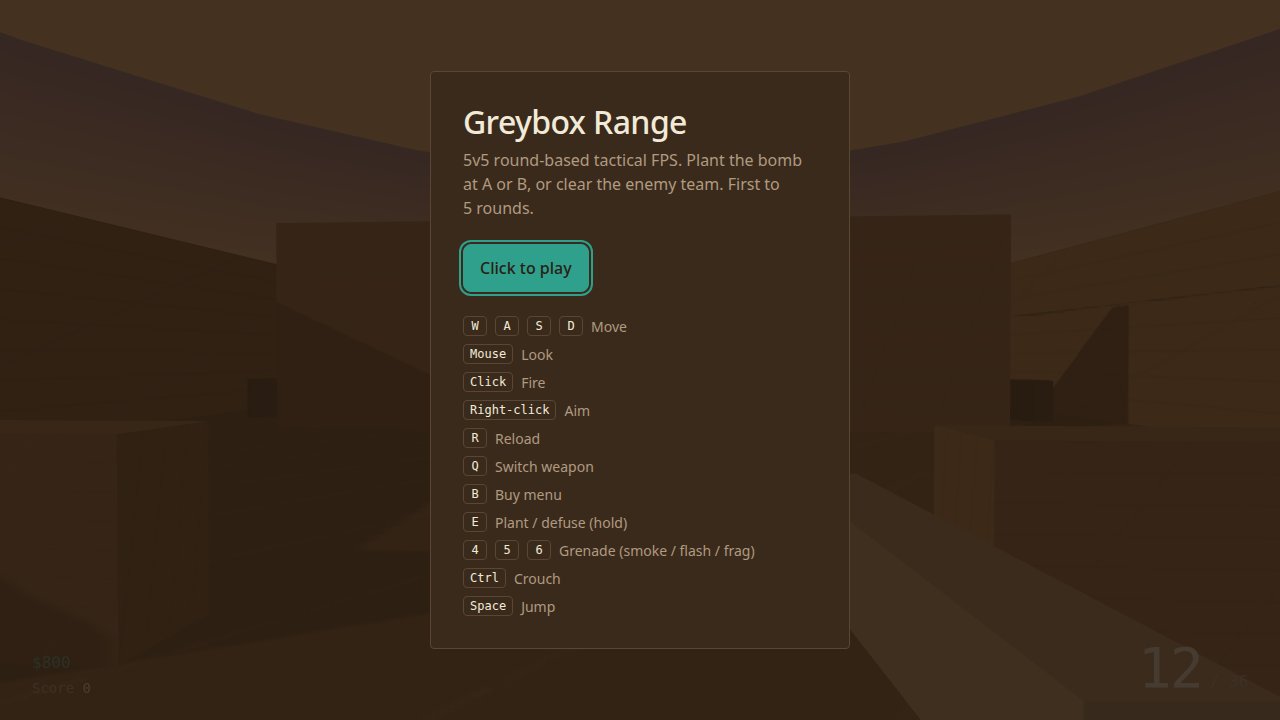 Greybox Range
5v5 round-based tactical FPS. Plant the bomb
at A or B, or clear the enemy team. First to
5 rounds.
Click to play
W A S D Move
Mouse Look
Click Fire
Right-click Aim
R Reload
Q Switch weapon
B Buy menu
E Plant / defuse (hold)
4 5 6 Grenade (smoke / flash / frag)
Ctrl Crouch
Space Jump
$800
Score 0
12 / 36